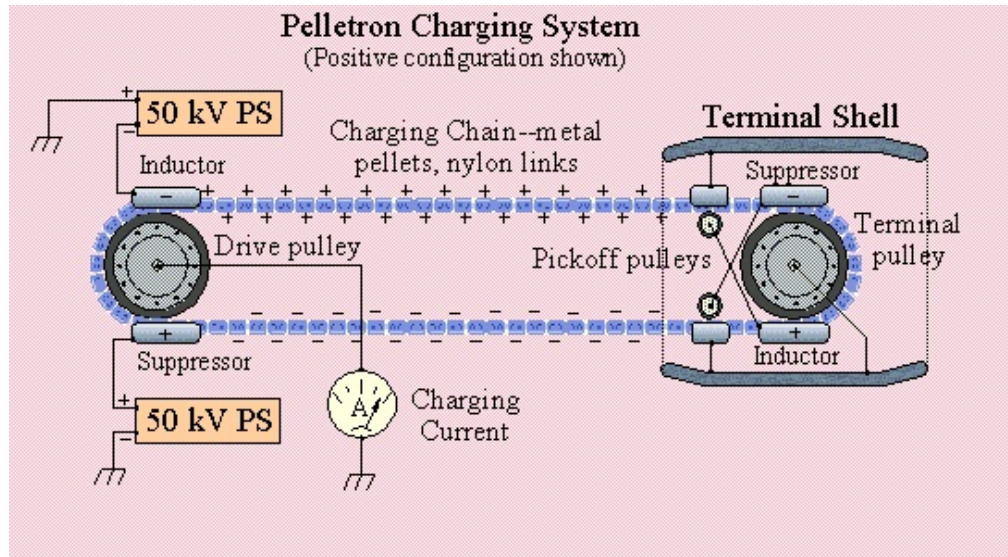 Pelletron Charging System
(Positive configuration shown)
+
50 kV PS
−
Terminal Shell
Charging Chain--metal
pellets, nylon links
Inductor
Suppressor
−
+ + + + + + + + + + + + +
−
+ + + + + + + + + + + +
Drive pulley
Pickoff pulleys
Terminal
pulley
− − − − − − − − − − − −
+
− − − − − − − − − − − −
+
Suppressor
Inductor
+
50 kV PS
−
A
Charging
Current